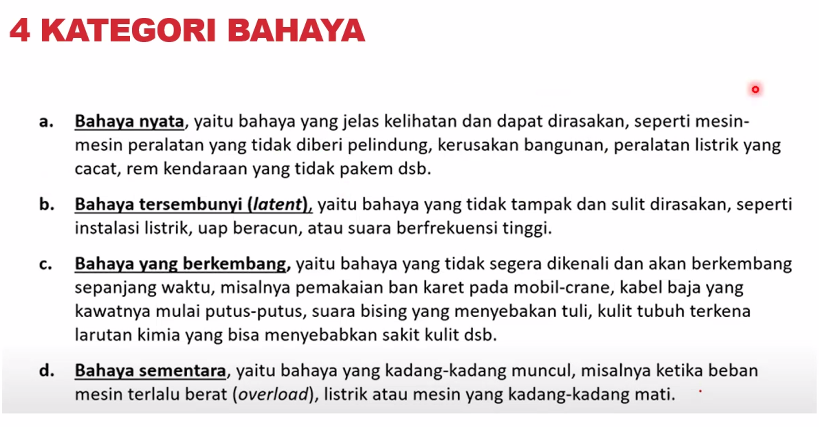 4 KATEGORI BAHAYA
a. Bahaya nyata, yaitu bahaya yang jelas kelihatan dan dapat dirasakan, seperti mesin-
mesin peralatan yang tidak diberi pelindung, kerusakan bangunan, peralatan listrik yang
cacat, rem kendaraan yang tidak pakem dsb.
b. Bahaya tersembunyi (latent), yaitu bahaya yang tidak tampak dan sulit dirasakan, seperti
instalasi listrik, uap beracun, atau suara berfrekuensi tinggi.
c. Bahaya yang berkembang, yaitu bahaya yang tidak segera dikenali dan akan berkembang
sepanjang waktu, misalnya pemakaian ban karet pada mobil-crane, kabel baja yang
kawatnya mulai putus-putus, suara bising yang menyebakan tuli, kulit tubuh terkena
larutan kimia yang bisa menyebabkan sakit kulit dsb.
d. Bahaya sementara, yaitu bahaya yang kadang-kadang muncul, misalnya ketika beban
mesin terlalu berat (overload), listrik atau mesin yang kadang-kadang mati.